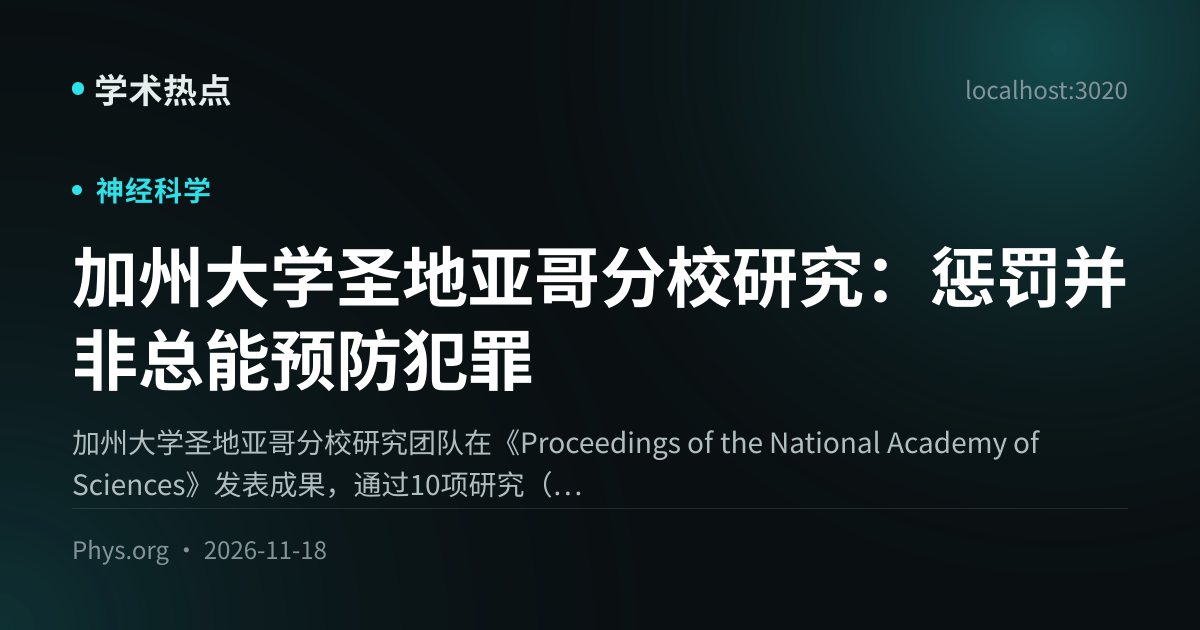 学术热点
localhost:3020
神经科学
加州大学圣地亚哥分校研究：惩罚并
非总能预防犯罪
加州大学圣地亚哥分校研究团队在《Proceedings of the National Academy of
Sciences》发表成果，通过10项研究（…
Phys.org · 2026-11-18